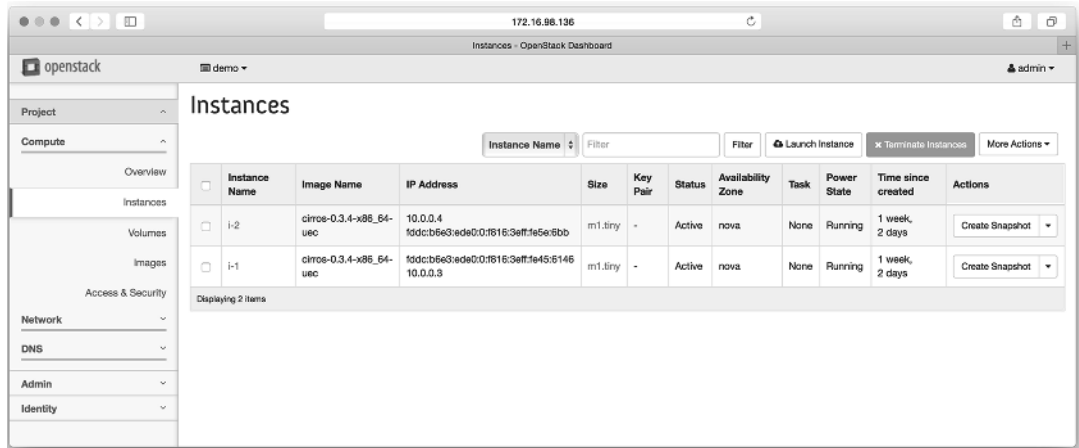 172.16.98.136
Instances - OpenStack Dashboard
openstack
demo
admin
Project
Compute
Overview
Instances
Volumes
Images
Access & Security
Network
DNS
Admin
Identity
Instances
Instance Name Filter Filter Launch Instance × Terminate Instances More Actions
Instance Name Image Name IP Address Size Key Pair Status Availability Zone Task Power State Time since created Actions
i-2 cirros-0.3.4-x86_64-uec 10.0.0.4 m1.tiny - Active nova None Running 1 week, 2 days Create Snapshot
fddc:b6e3:ede0:0:f816:3eff:fe5e:6bb
i-1 cirros-0.3.4-x86_64-uec fddc:b6e3:ede0:0:f816:3eff:fe45:6146 m1.tiny - Active nova None Running 1 week, 2 days Create Snapshot
10.0.0.3
Displaying 2 items